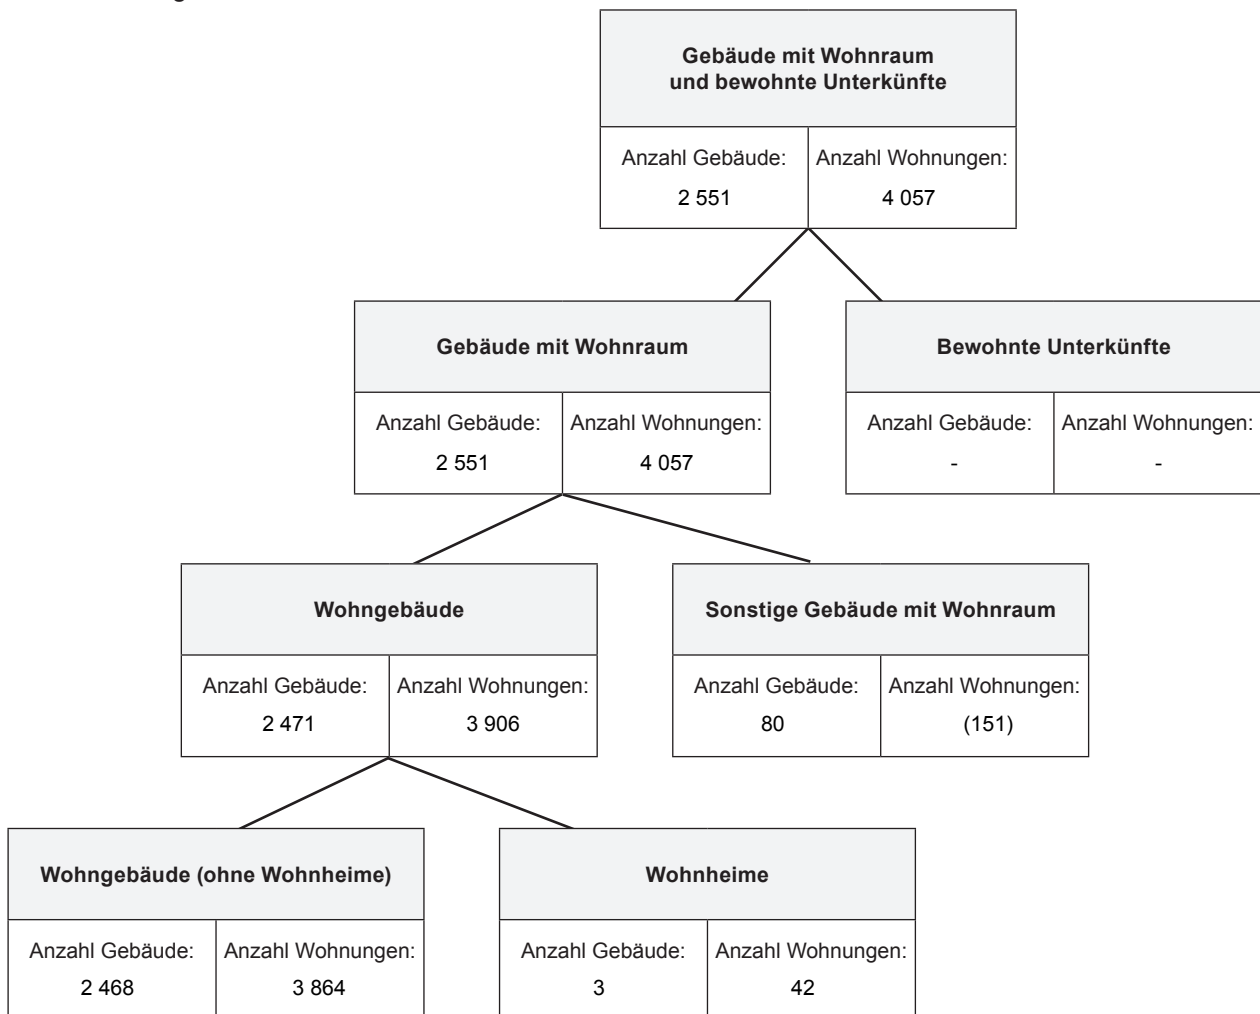 Gebäude mit Wohnraum
und bewohnte Unterkünfte
Anzahl Gebäude: Anzahl Wohnungen:
2 551 4 057
Gebäude mit Wohnraum Bewohnte Unterkünfte
Anzahl Gebäude: Anzahl Wohnungen: Anzahl Gebäude: Anzahl Wohnungen:
2 551 4 057 - -
Wohngebäude Sonstige Gebäude mit Wohnraum
Anzahl Gebäude: Anzahl Wohnungen: Anzahl Gebäude: Anzahl Wohnungen:
2 471 3 906 80 (151)
Wohngebäude (ohne Wohnheime) Wohnheime
Anzahl Gebäude: Anzahl Wohnungen: Anzahl Gebäude: Anzahl Wohnungen:
2 468 3 864 3 42